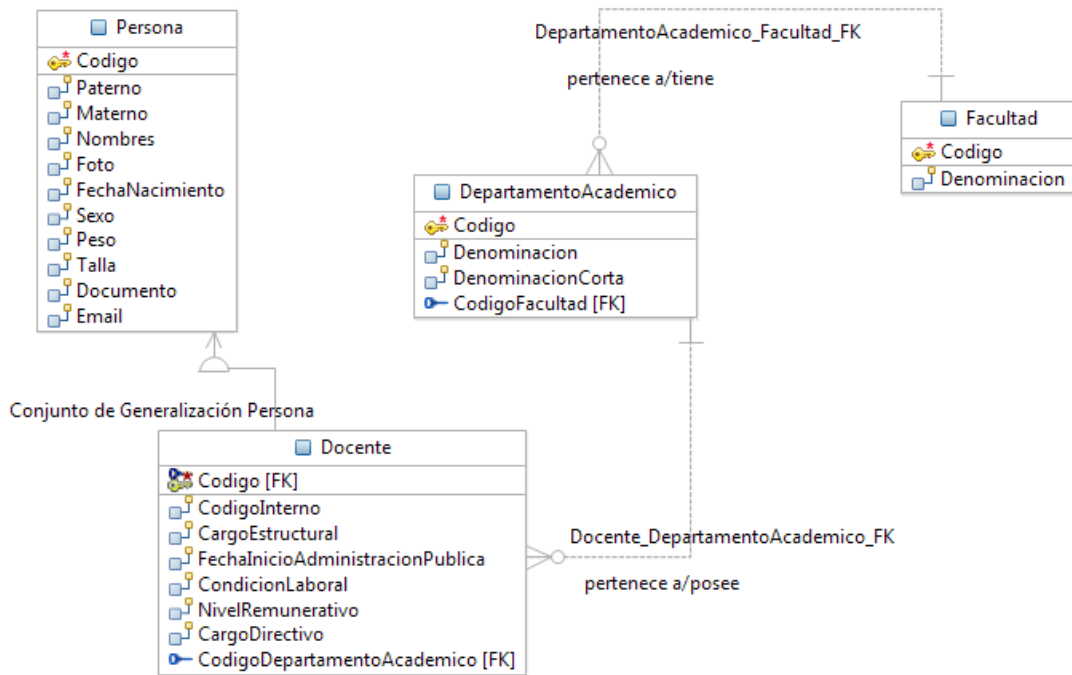 Persona
Codigo
Paterno
Materno
Nombres
Foto
FechaNacimiento
Sexo
Peso
Talla
Documento
Email
DepartamentoAcademico_Facultad_FK
pertenece a/tiene
Facultad
Codigo
Denominacion
DepartamentoAcademico
Codigo
Denominacion
DenominacionCorta
CodigoFacultad [FK]
Conjunto de Generalización Persona
Docente
Codigo [FK]
CodigoInterno
CargoEstructural
FechaInicioAdministracionPublica
CondicionLaboral
NivelRemunerativo
CargoDirectivo
CodigoDepartamentoAcademico [FK]
Docente_DepartamentoAcademico_FK
pertenece a/posee